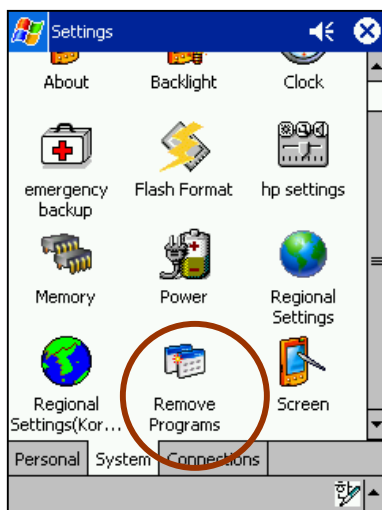 Settings
About Backlight Clock
emergency backup Flash Format hp settings
Memory Power Regional Settings
Regional Settings(Kor... Remove Programs Screen
Personal System Connections
한